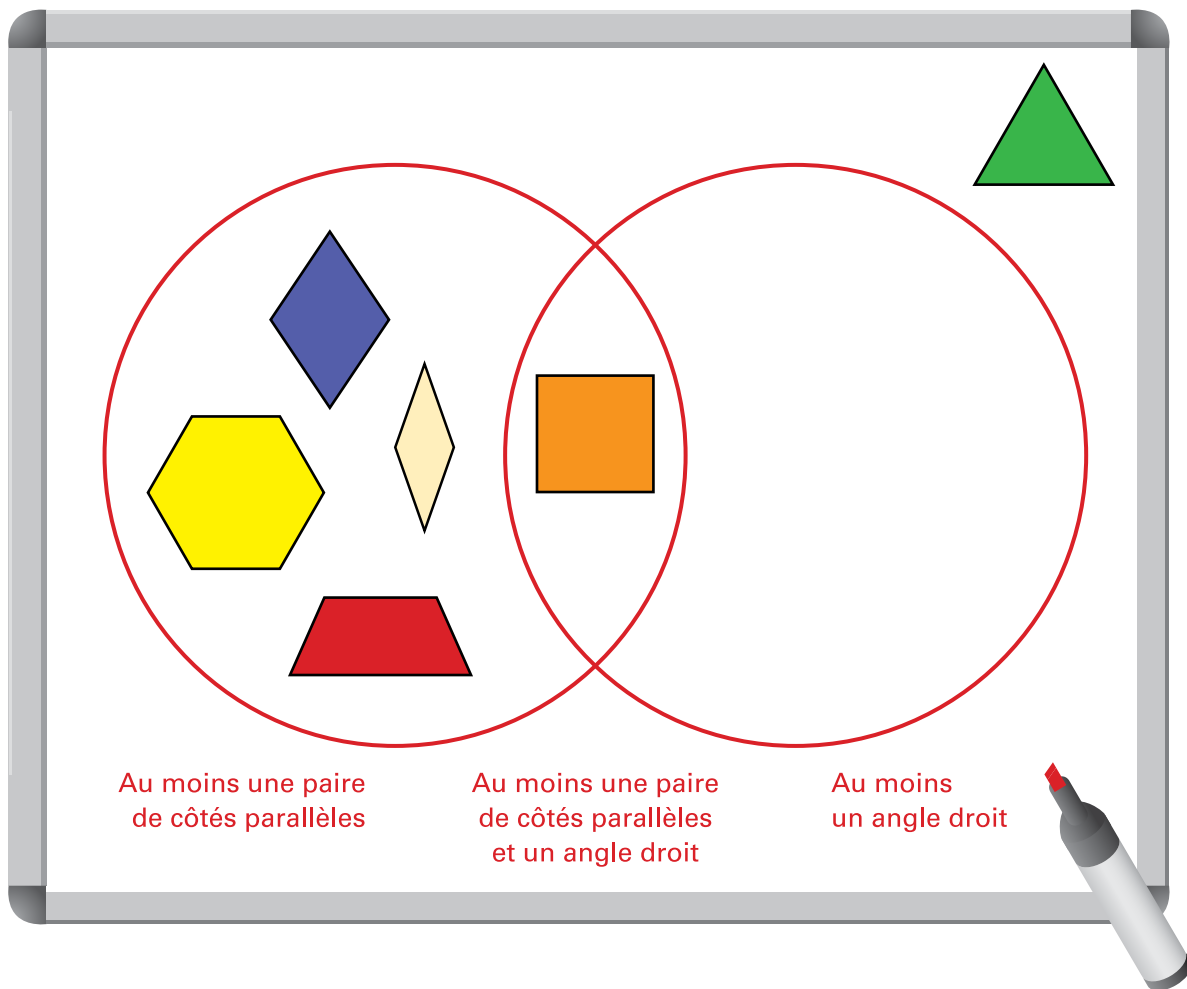 Au moins une paire
de côtés parallèles
Au moins une paire
de côtés parallèles
et un angle droit
Au moins
un angle droit